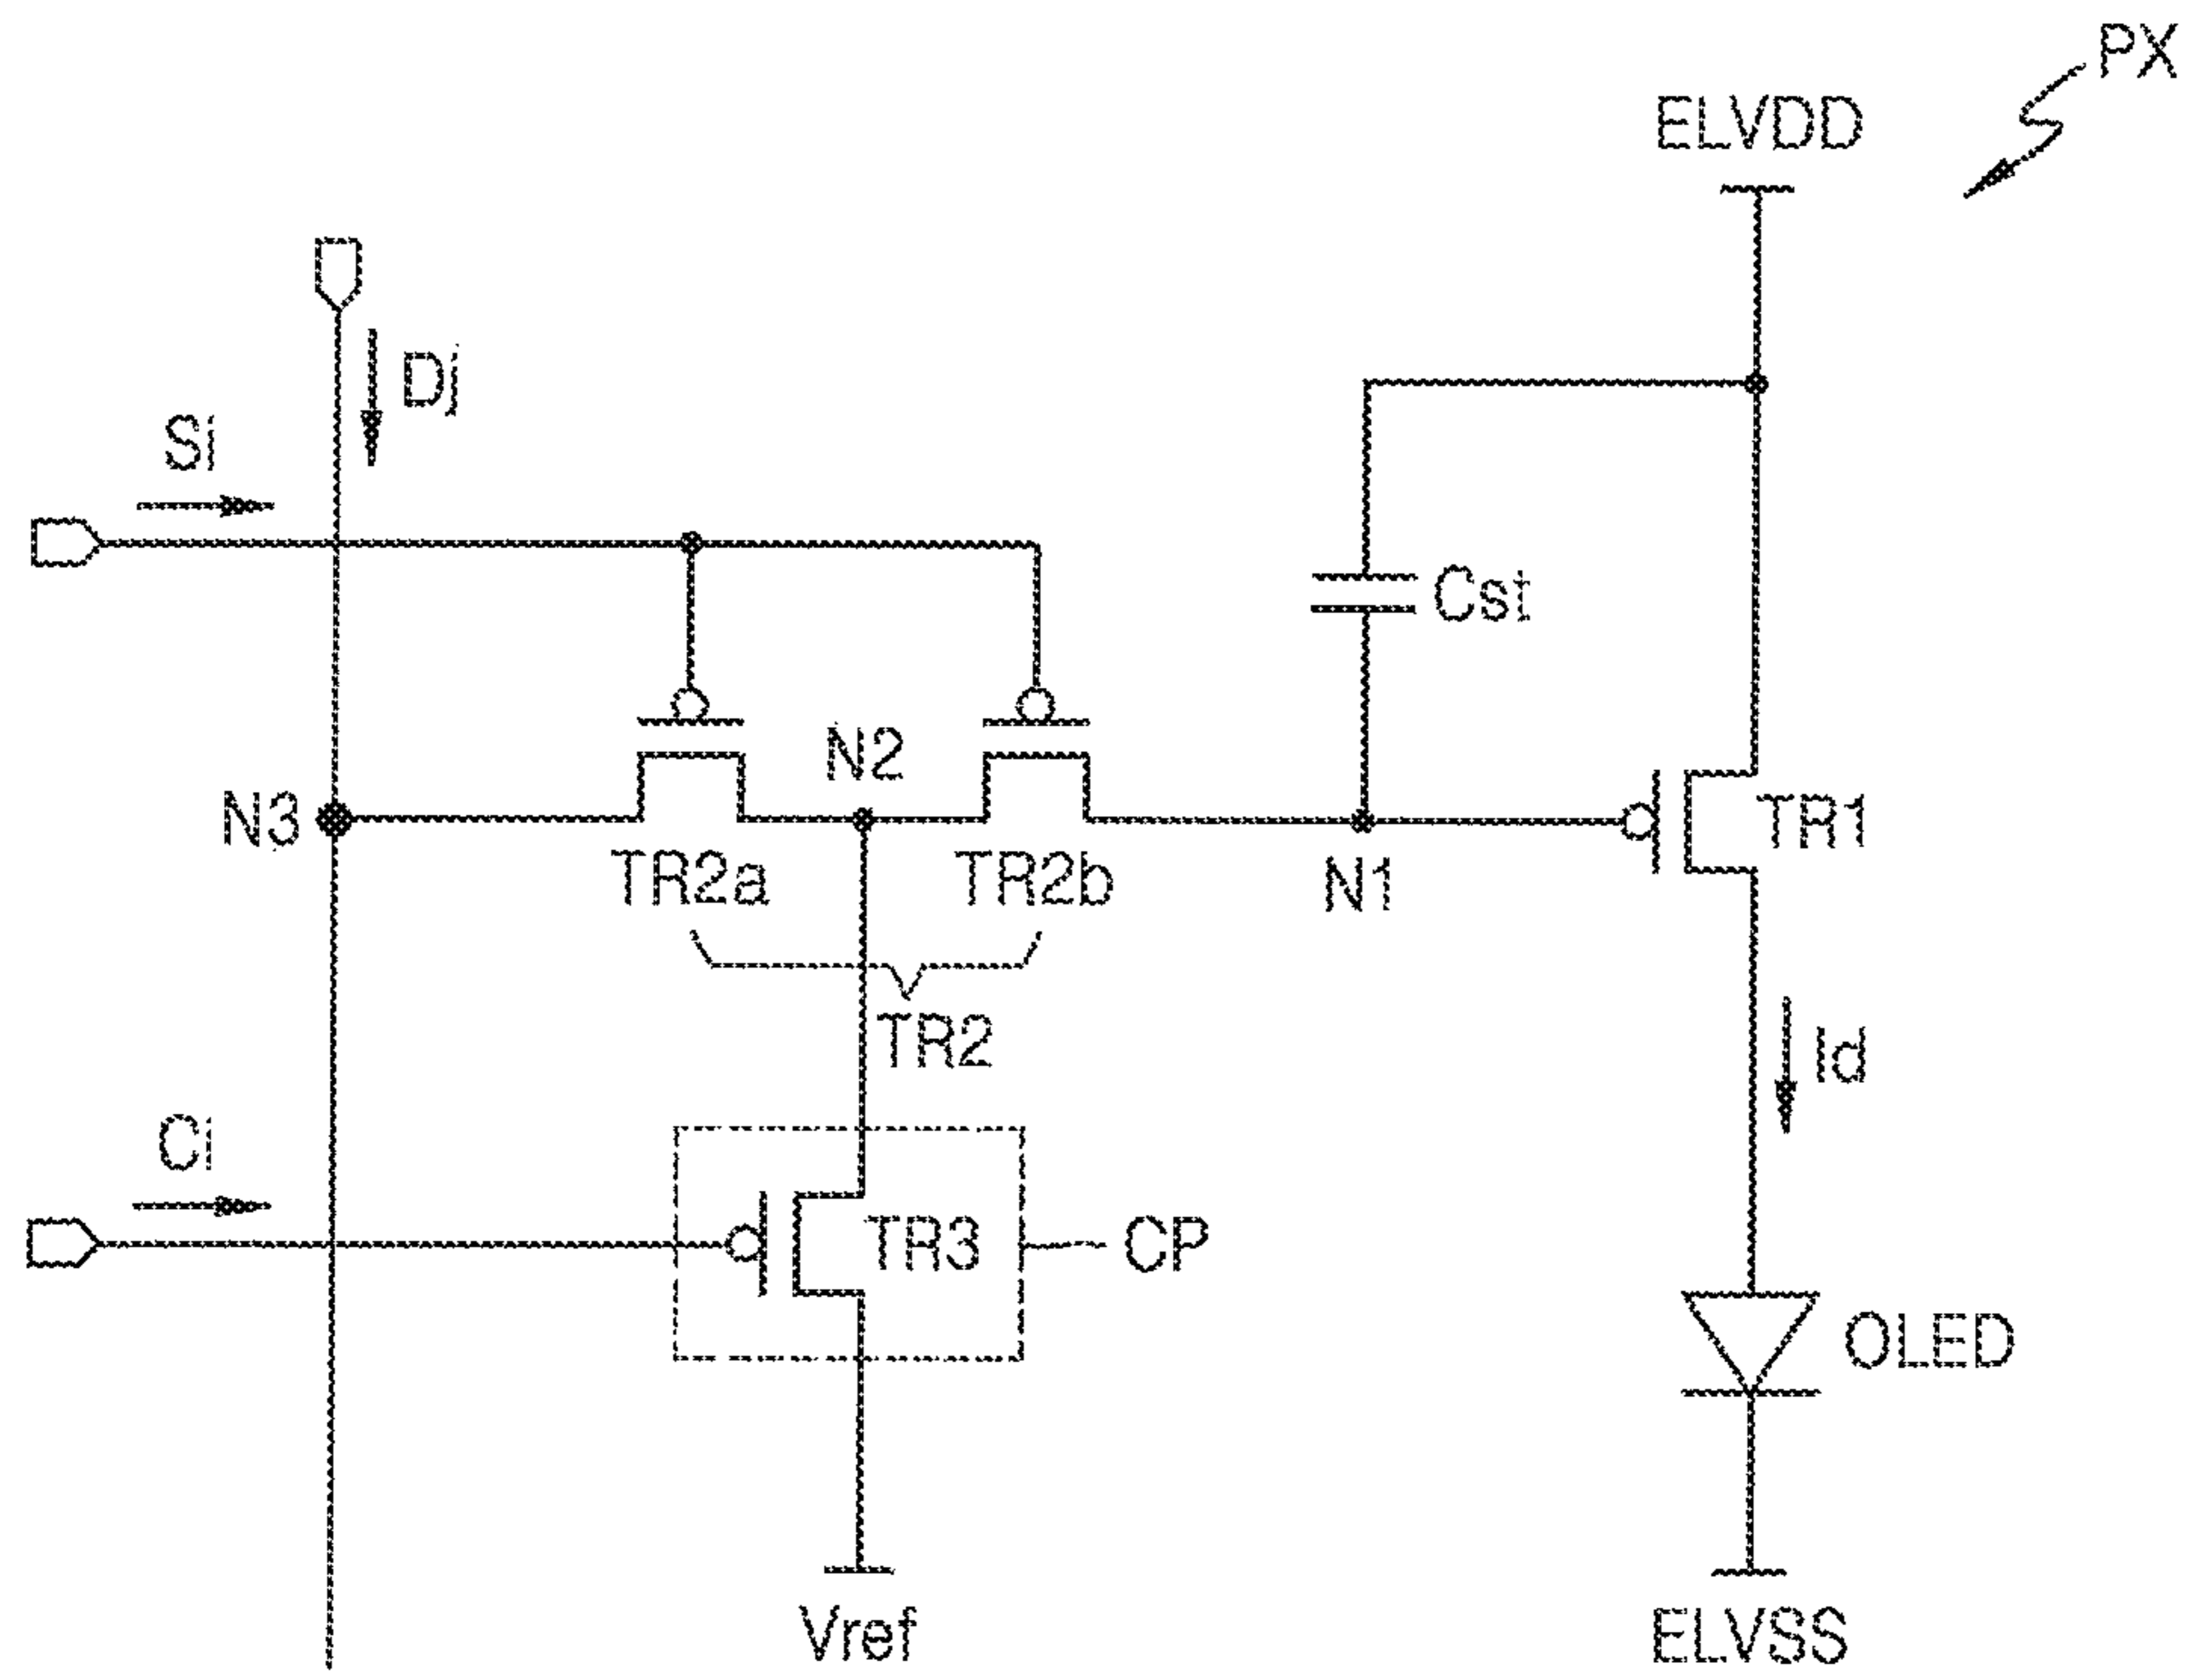 PX
ELVDD
Dj
Si
Cst
N2
N3
TR1
TR2a
TR2b
N1
TR2
Id
Ci
TR3
CP
OLED
Vref
ELVSS